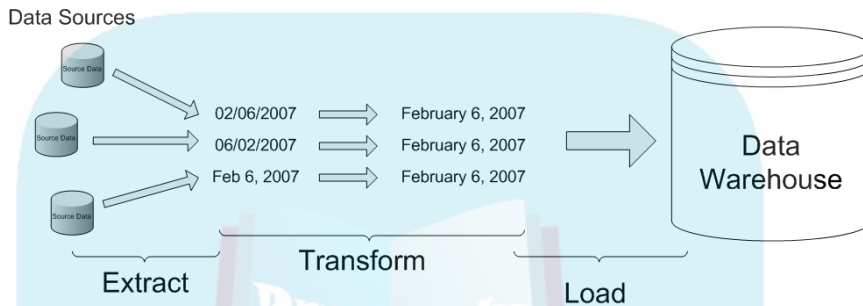 Data Sources
Source Data
Source Data
Source Data
02/06/2007
February 6, 2007
06/02/2007
February 6, 2007
Feb 6, 2007
February 6, 2007
Data
Warehouse
Extract
Transform
Load